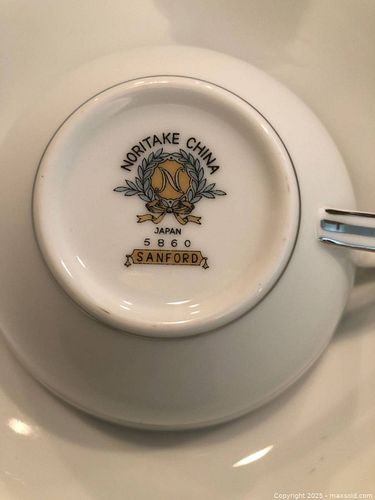 NORITAKE CHINA
N
JAPAN
5860
SANFORD
Copyright 2025 - maxsold.com